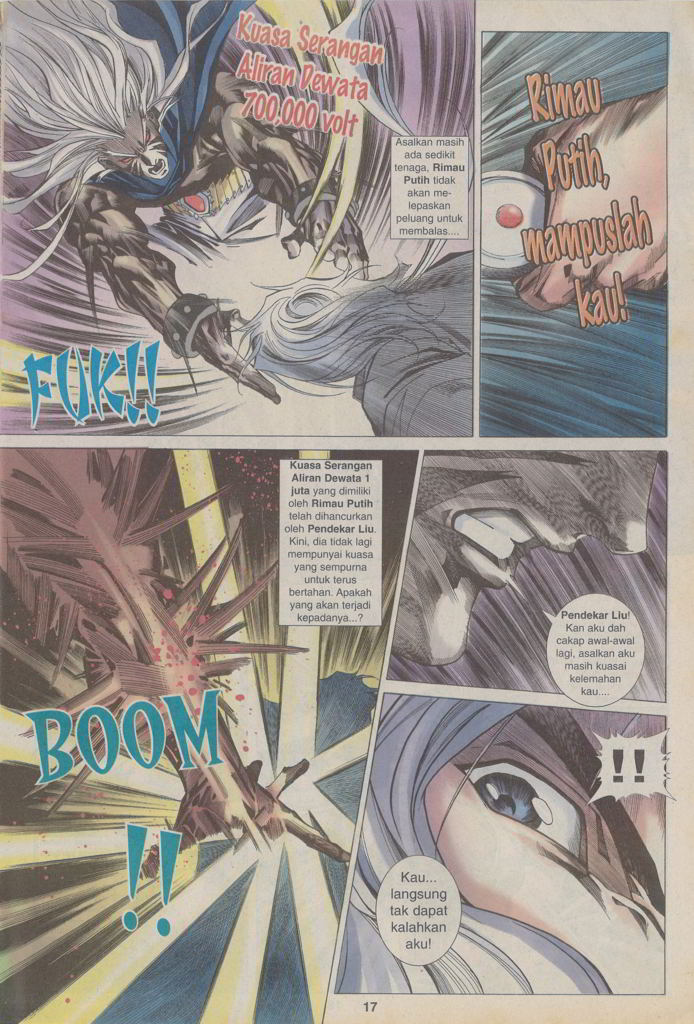 Kuasa Serangan
Aliran Dewata
700,000 volt
Asalkan masih
ada sedikit
tenaga, Rimau
Putih tidak
akan me-
lepaskan
peluang untuk
membalas....
FUK!!
Rimau
Putih,
mampuslah
kau!
Kuasa Serangan
Aliran Dewata 1
juta yang dimiliki
oleh Rimau Putih
telah dihancurkan
oleh Pendekar Liu.
Kini, dia tidak lagi
mempunyai kuasa
yang sempurna
untuk terus
bertahan. Apakah
yang akan terjadi
kepadanya...?
BOOM
!!
Pendekar Liu!
Kan aku dah
cakap awal-awal
lagi, asalkan aku
masih kuasai
kelemahan
kau....
!!
Kau...
langsung
tak dapat
kalahkan
aku!
17